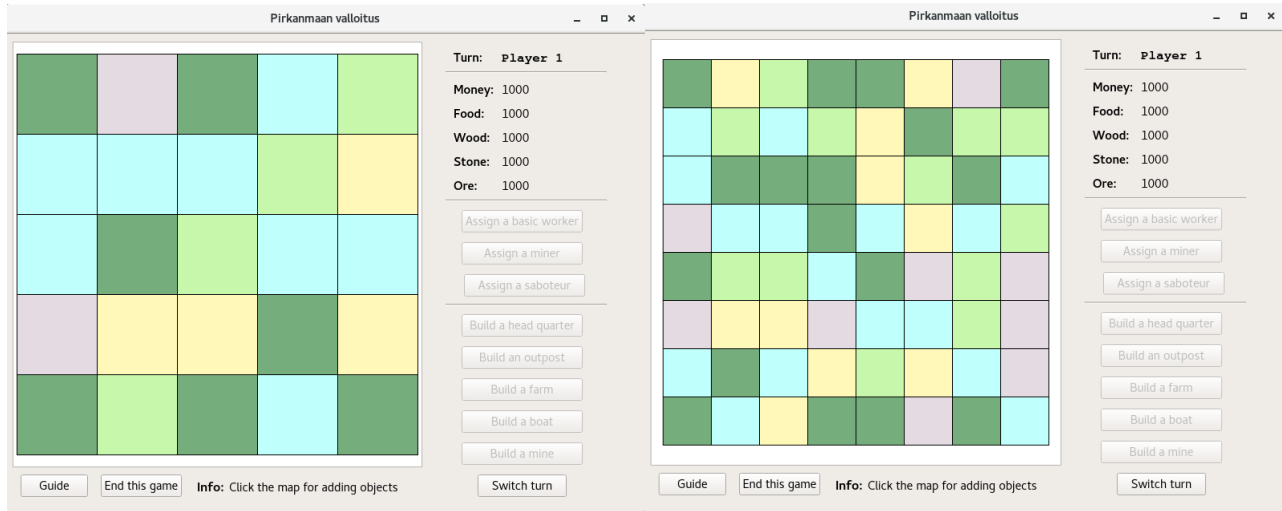 Pirkanmaan valloitus
Turn: Player 1
Money: 1000
Food: 1000
Wood: 1000
Stone: 1000
Ore: 1000
Assign a basic worker
Assign a miner
Assign a saboteur
Build a head quarter
Build an outpost
Build a farm
Build a boat
Build a mine
Guide End this game Info: Click the map for adding objects Switch turn
Pirkanmaan valloitus
Turn: Player 1
Money: 1000
Food: 1000
Wood: 1000
Stone: 1000
Ore: 1000
Assign a basic worker
Assign a miner
Assign a saboteur
Build a head quarter
Build an outpost
Build a farm
Build a boat
Build a mine
Guide End this game Info: Click the map for adding objects Switch turn